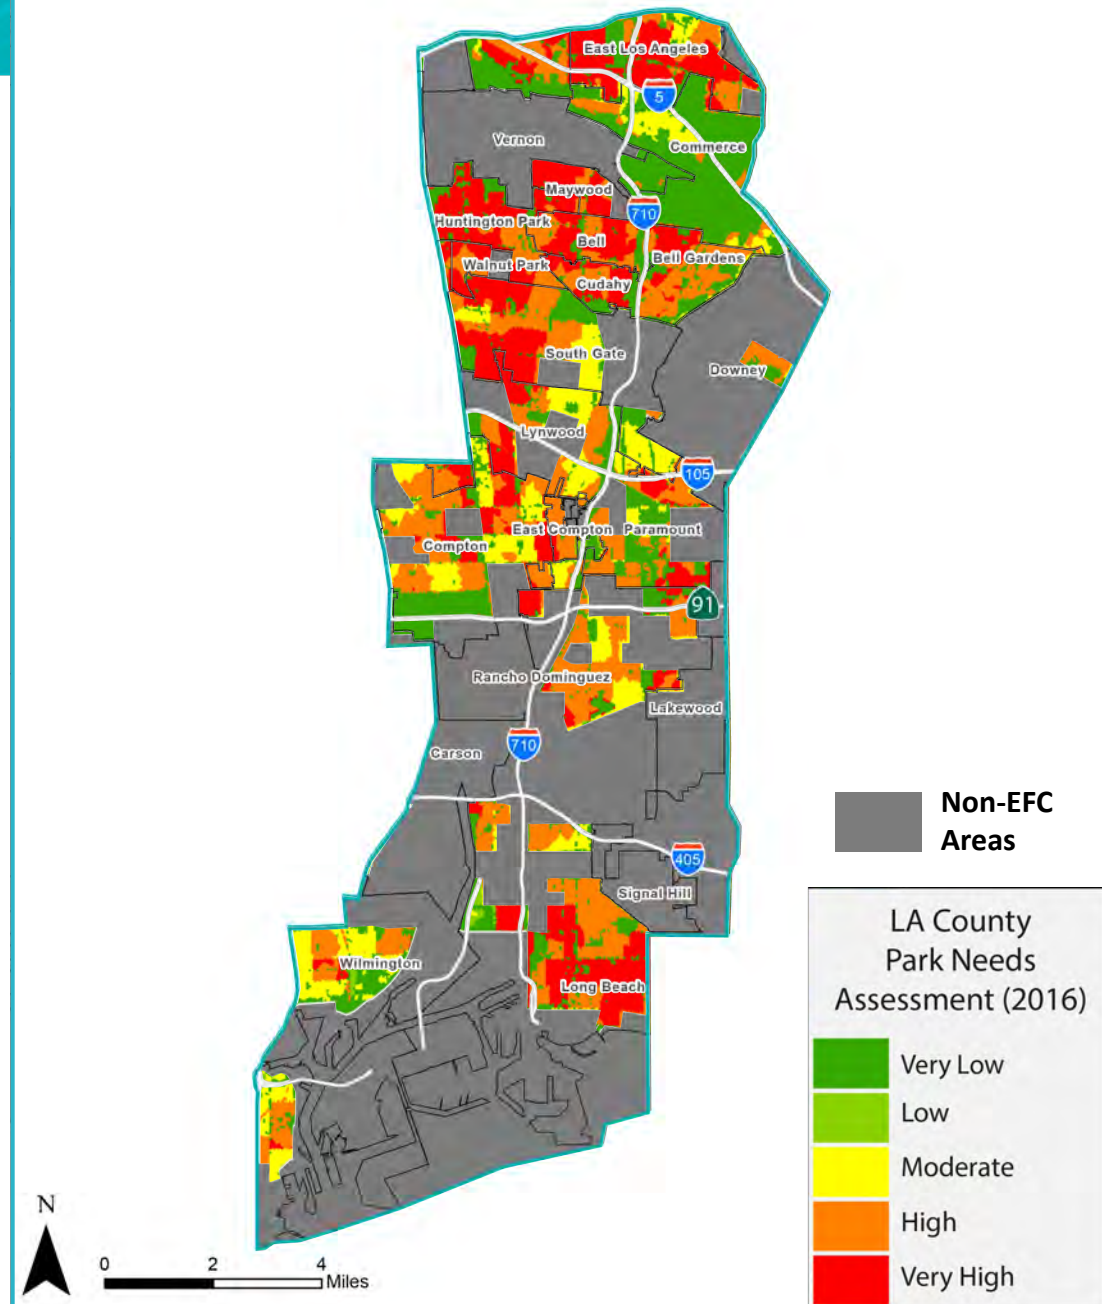 East Los Angeles
5
Vernon
Commerce
Maywood
710
Huntington Park
Bell
Bell Gardens
Walnut Park
Cudahy
South Gate
Downey
Lynwood
105
East Compton
Paramount
Compton
91
Rancho Dominguez
Lakewood
710
Carson
405
Signal Hill
Wilmington
Long Beach
Non-EFC
Areas
LA County
Park Needs
Assessment (2016)
Very Low
Low
Moderate
High
Very High
N
0 2 4
Miles